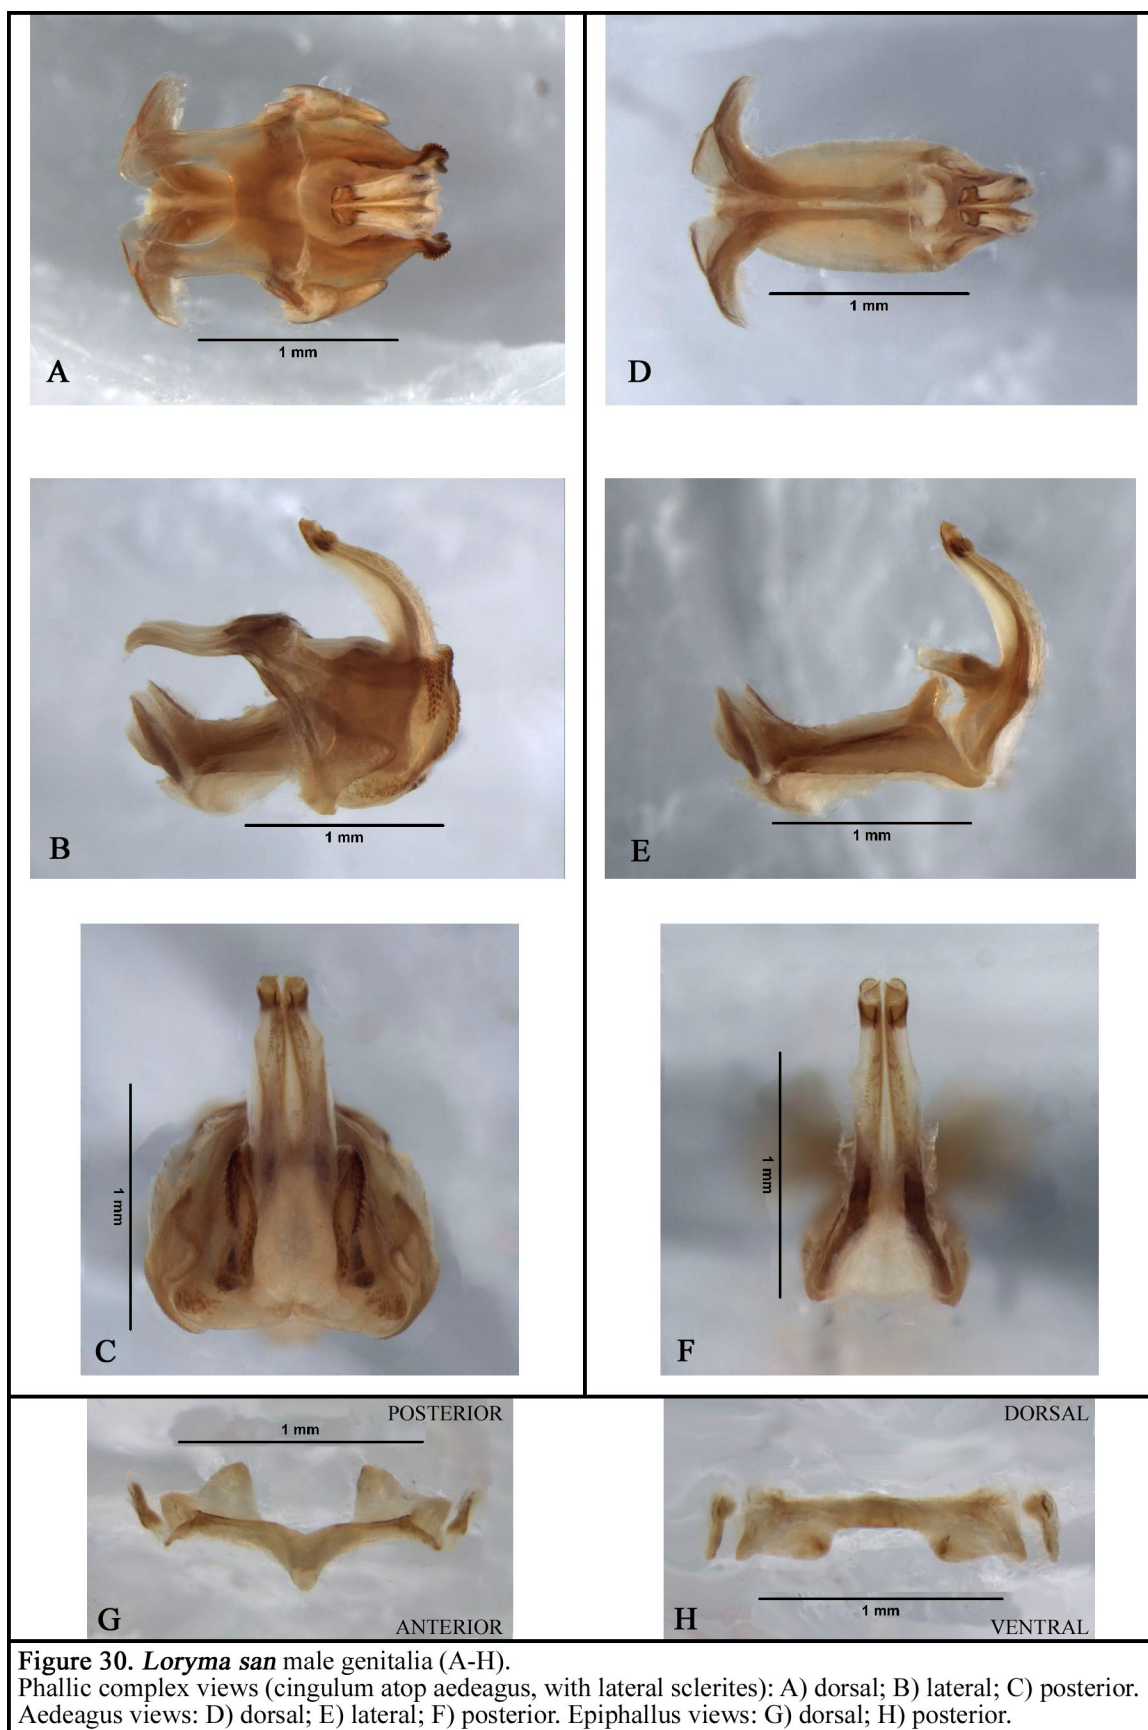 1 mm
A
1 mm
D
1 mm
B
1 mm
E
1 mm
C
1 mm
F
POSTERIOR
1 mm
G
ANTERIOR
DORSAL
1 mm
H
VENTRAL
Figure 30. Loryma san male genitalia (A-H).
Phallic complex views (cingulum atop aedeagus, with lateral sclerites): A) dorsal; B) lateral; C) posterior.
Aedeagus views: D) dorsal; E) lateral; F) posterior. Epiphallus views: G) dorsal; H) posterior.